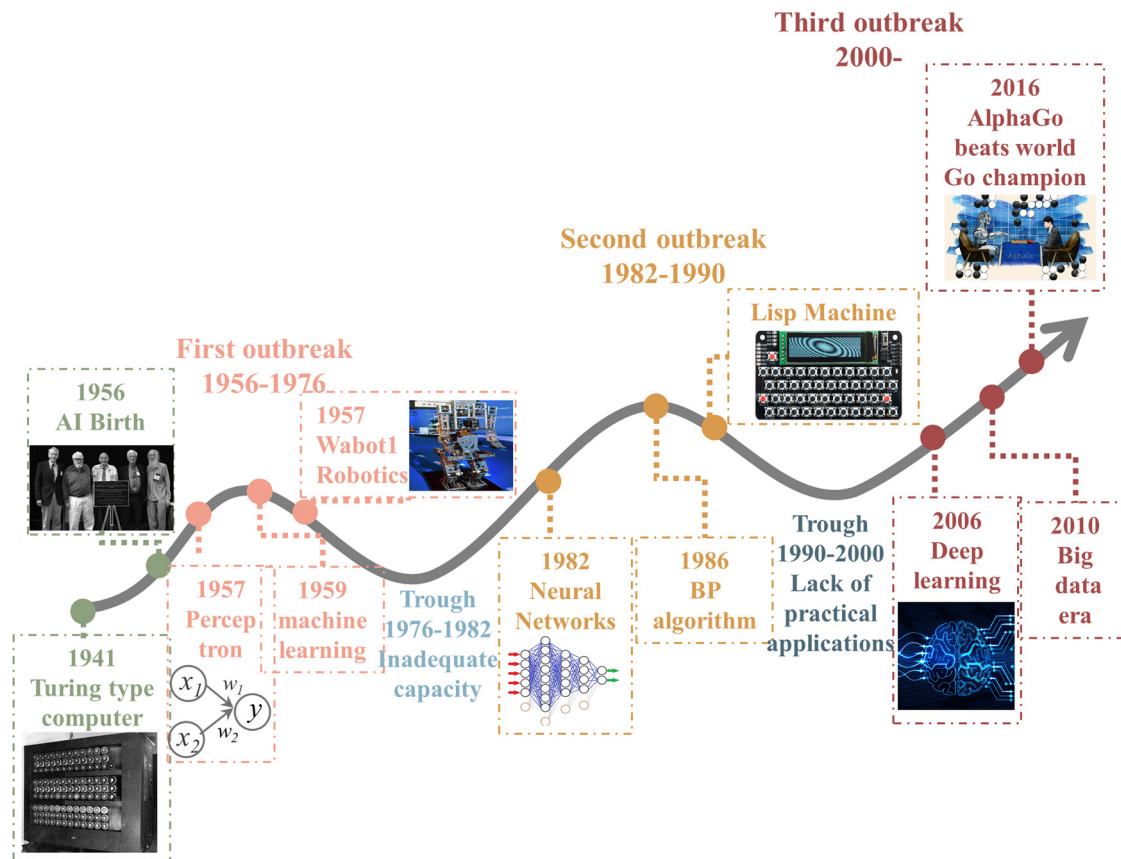 Third outbreak
2000-
2016
AlphaGo
beats world
Go champion
AlphaGo
Second outbreak
1982-1990
Lisp Machine
First outbreak
1956-1976
1956
AI Birth
1957
Wabot1
Robotics
1941
Turing type
computer
1957
Percep
tron
x1
w1
y
x2
w2
1959
machine
learning
Trough
1976-1982
Inadequate
capacity
1982
Neural
Networks
1986
BP
algorithm
Trough
1990-2000
Lack of
practical
applications
2006
Deep
learning
2010
Big
data
era